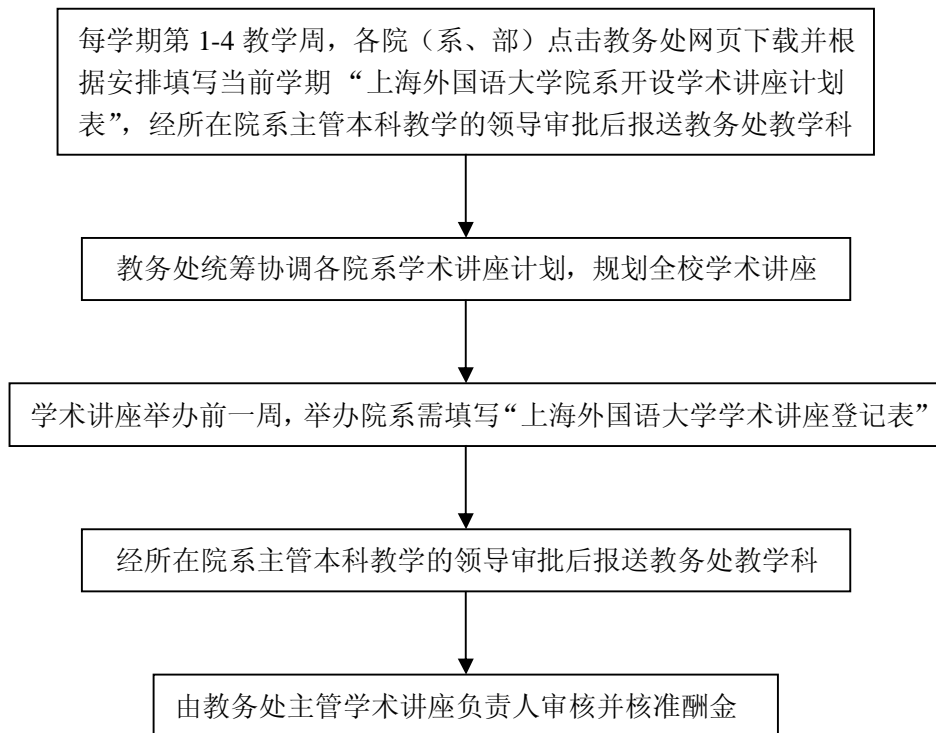 每学期第 1-4 教学周，各院（系、部）点击教务处网页下载并根
据安排填写当前学期 “上海外国语大学院系开设学术讲座计划
表”，经所在院系主管本科教学的领导审批后报送教务处教学科
教务处统筹协调各院系学术讲座计划，规划全校学术讲座
学术讲座举办前一周，举办院系需填写“上海外国语大学学术讲座登记表”
经所在院系主管本科教学的领导审批后报送教务处教学科
由教务处主管学术讲座负责人审核并核准酬金